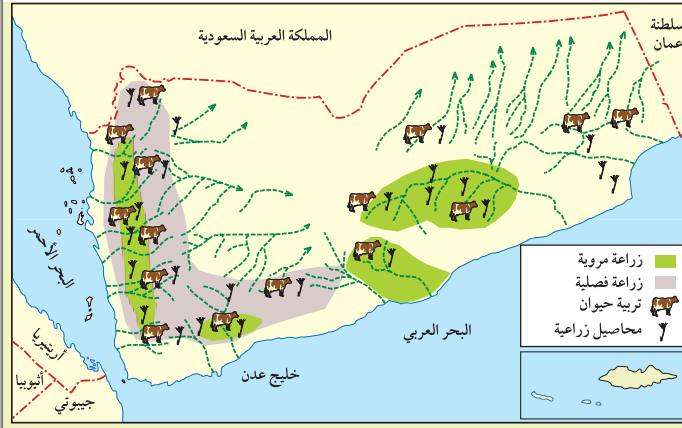 المملكة العربية السعودية
سلطنة
عمان
البحر الأحمر
زراعة مروية
زراعة فصلية
تربية حيوان
محاصيل زراعية
البحر العربي
خليج عدن
أريتيريا
أثيوبيا
جيبوتي